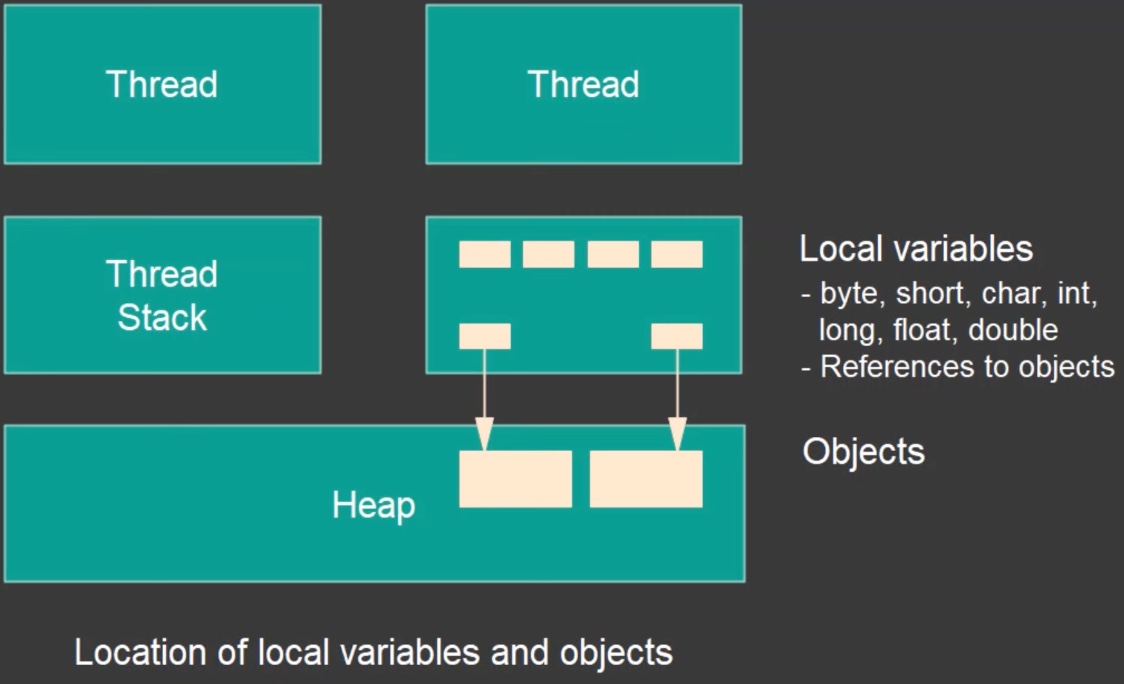 Thread
Thread
Thread
Stack
Local variables
- byte, short, char, int,
long, float, double
- References to objects
Heap
Objects
Location of local variables and objects